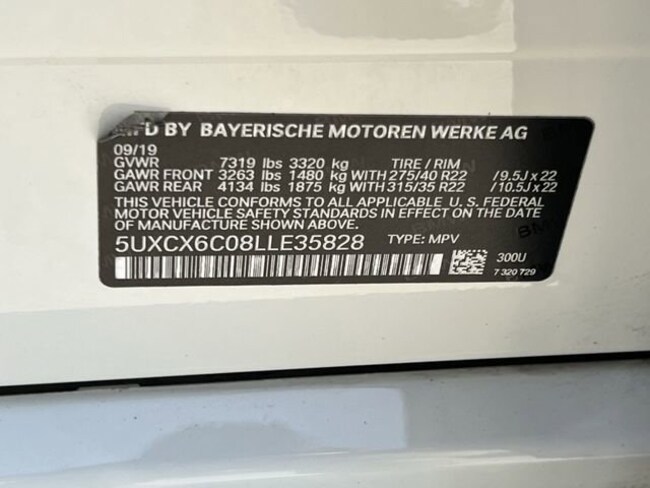 MFD BY BAYERISCHE MOTOREN WERKE AG
09/19
GVWR 7319 lbs 3320 kg TIRE / RIM
GAWR FRONT 3263 lbs 1480 kg WITH 275/40 R22 / 9.5J x 22
GAWR REAR 4134 lbs 1875 kg WITH 315/35 R22 / 10.5J x 22
THIS VEHICLE CONFORMS TO ALL APPLICABLE U. S. FEDERAL
MOTOR VEHICLE SAFETY STANDARDS IN EFFECT ON THE DATE
OF MANUFACTURE SHOWN ABOVE.
5UXCX6C08LLE35828 TYPE: MPV
300U
7 320 729